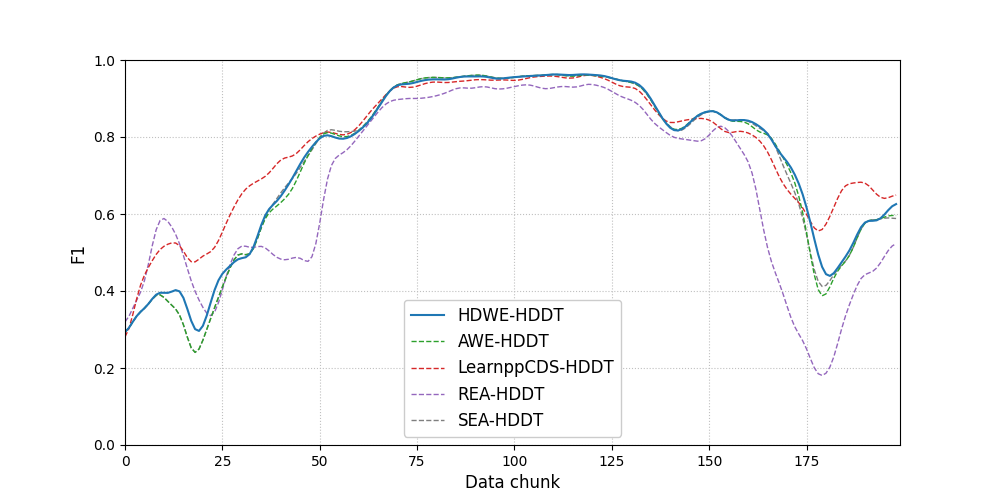 1.0
0.8
0.6
0.4
0.2
0.0
F1
HDWE-HDDT
AWE-HDDT
LearnppCDS-HDDT
REA-HDDT
SEA-HDDT
0 25 50 75 100 125 150 175
Data chunk